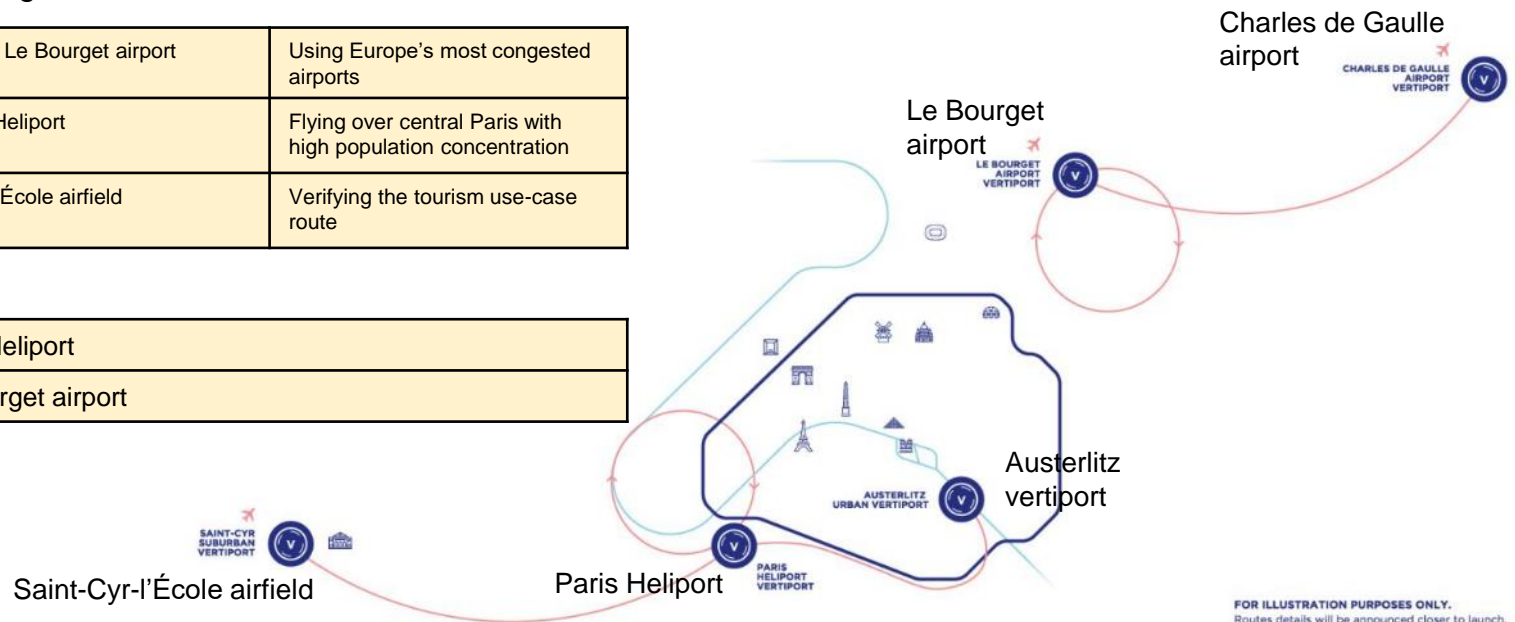 Le Bourget airport
Using Europe's most congested
airports
Heliport
Flying over central Paris with
high population concentration
École airfield
Verifying the tourism use-case
route
Heliport
airport
Charles de Gaulle
airport
CHARLES DE GAULLE
AIRPORT
VERTIPORT
V
Le Bourget
airport
LE BOURGET
AIRPORT
VERTIPORT
V
Austerlitz
vertiport
AUSTERLITZ
URBAN VERTIPORT
V
SAINT-CYR
SUBURBAN
VERTIPORT
V
Saint-Cyr-l'École airfield
Paris Heliport
PARIS
HELIPORT
VERTIPORT
V
FOR ILLUSTRATION PURPOSES ONLY.
Routes details will be announced closer to launch.